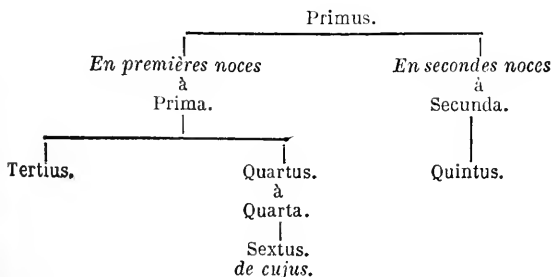 Primus.
En premières noces En secondes noces
à à
Prima. Secunda.
Tertius. Quartus. Quintus.
à
Quarta.
Sextus.
de cujus.